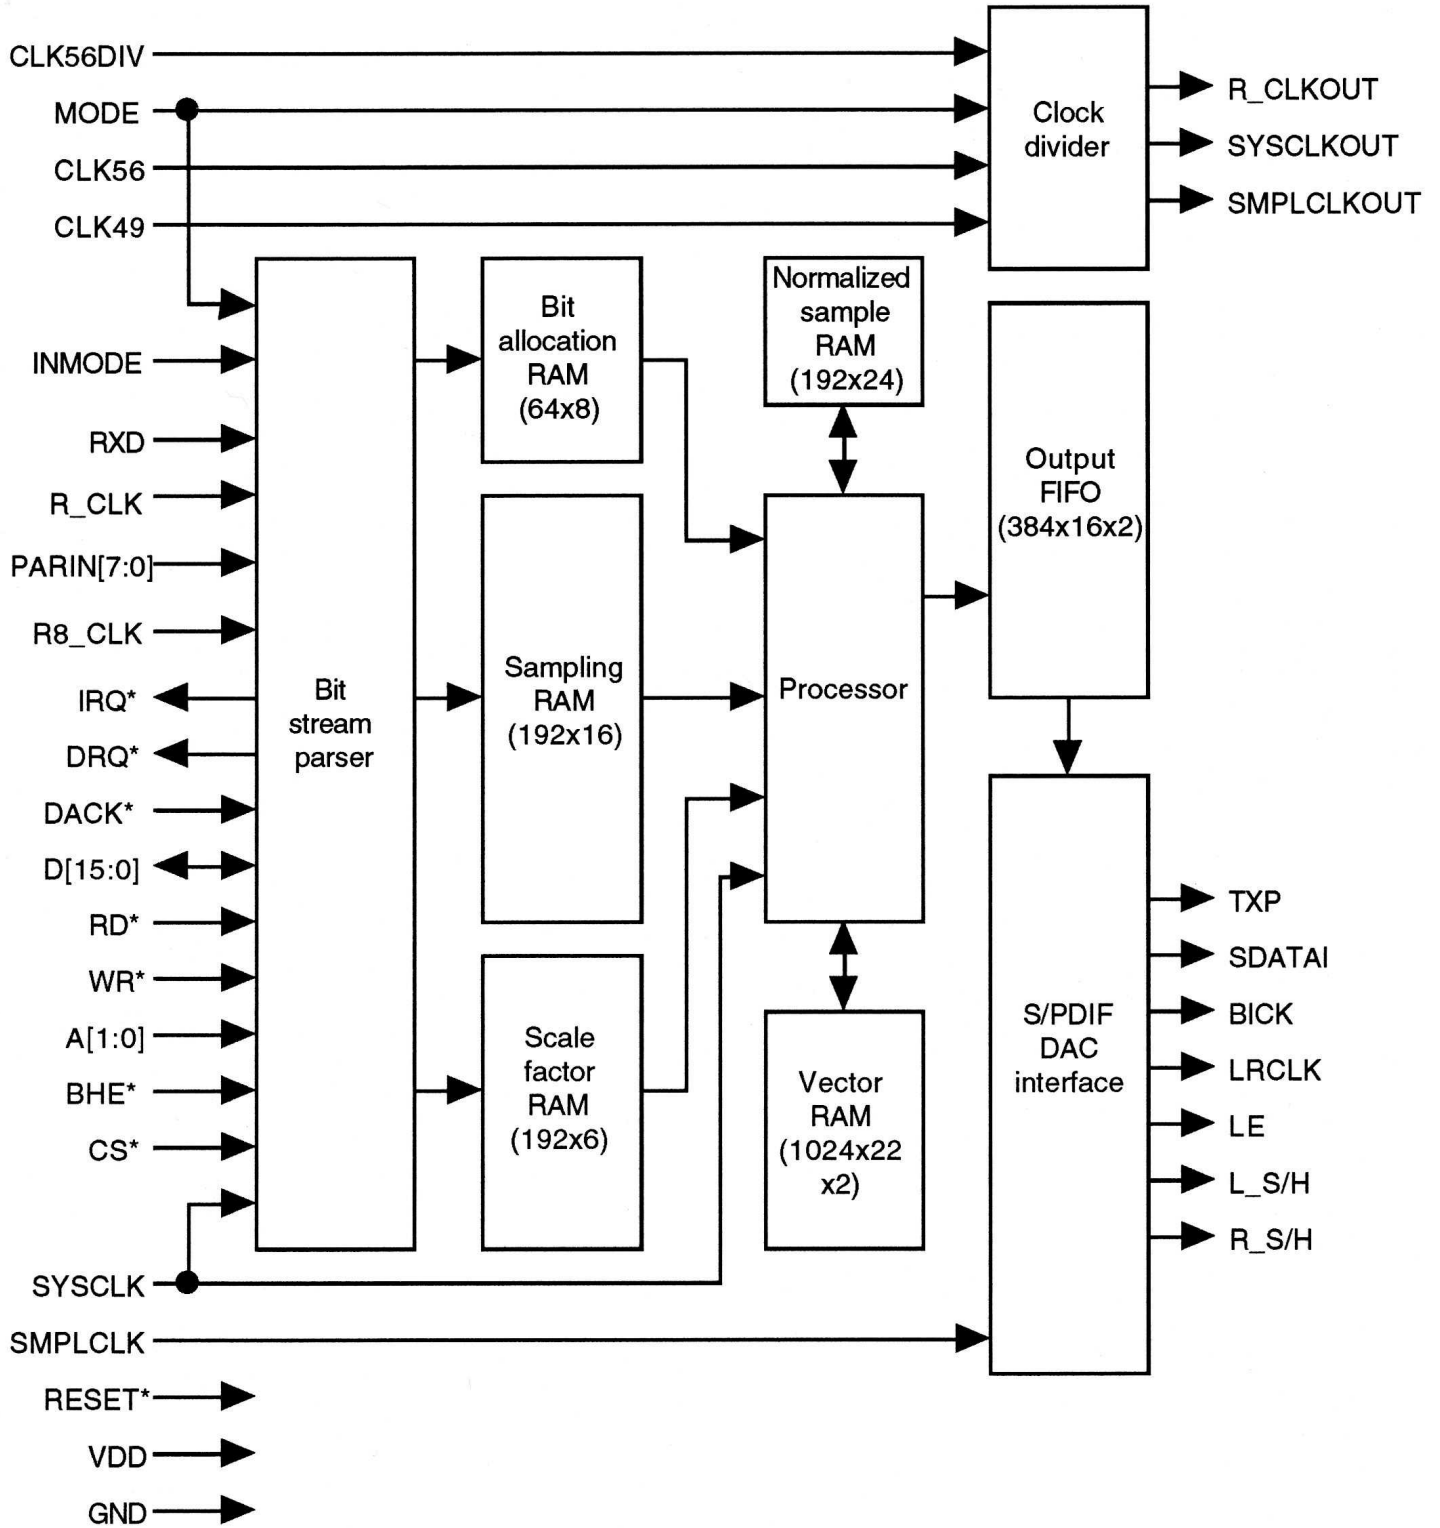 CLK56DIV
MODE
CLK56
CLK49
Clock
divider
R_CLKOUT
SYSCLKOUT
SMPLCLKOUT
INMODE
RXD
R_CLK
PARIN[7:0]
R8_CLK
IRQ*
DRQ*
DACK*
D[15:0]
RD*
WR*
A[1:0]
BHE*
CS*
SYSCLK
SMPLCLK
RESET*
VDD
GND
Bit
stream
parser
Bit
allocation
RAM
(64x8)
Sampling
RAM
(192x16)
Scale
factor
RAM
(192x6)
Normalized
sample
RAM
(192x24)
Processor
Vector
RAM
(1024x22
x2)
Output
FIFO
(384x16x2)
S/PDIF
DAC
interface
TXP
SDATAI
BICK
LRCLK
LE
L_S/H
R_S/H